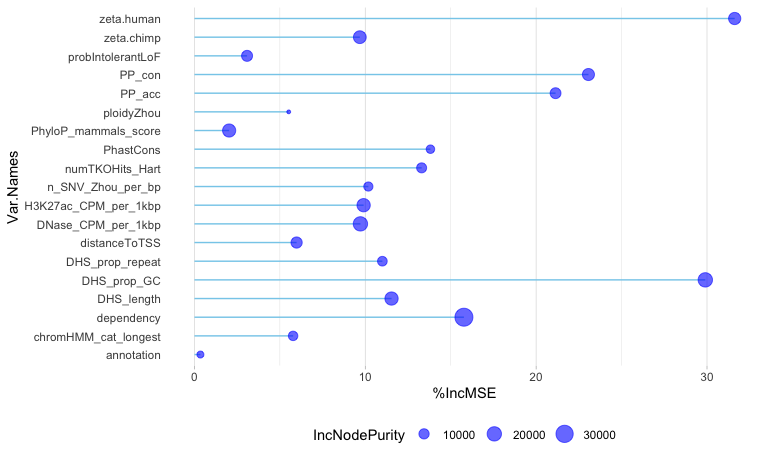 zeta.human
zeta.chimp
probIntolerantLoF
PP_con
PP_acc
ploidyZhou
PhyloP_mammals_score
PhastCons
numTKOHits_Hart
n_SNV_Zhou_per_bp
H3K27ac_CPM_per_1kbp
DNase_CPM_per_1kbp
distanceToTSS
DHS_prop_repeat
DHS_prop_GC
DHS_length
dependency
chromHMM_cat_longest
annotation
Var.Names
0 10 20 30
%IncMSE
IncNodePurity 10000 20000 30000